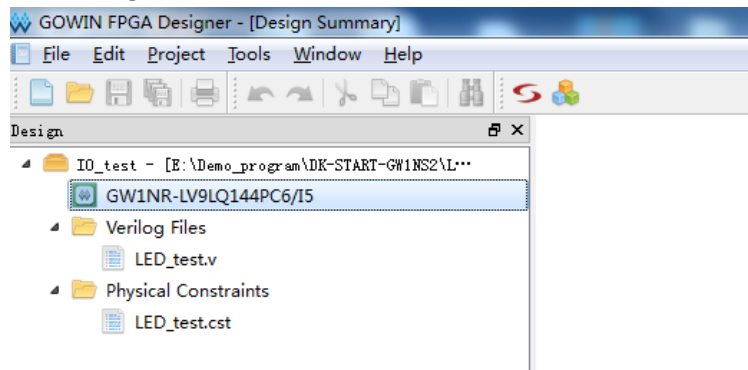 GOWIN FPGA Designer - [Design Summary]
File Edit Project Tools Window Help
Design
IO_test - [E:\Demo_program\DK-START-GW1NS2\L...
GW1NR-LV9LQ144PC6/I5
Verilog Files
LED_test.v
Physical Constraints
LED_test.cst